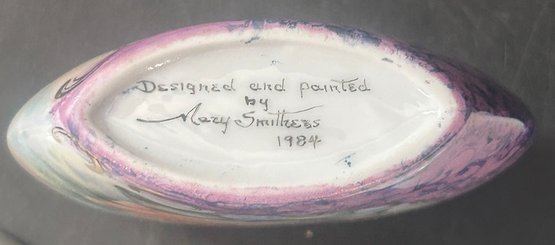 Designed and painted
by
Mary Smithers
1984